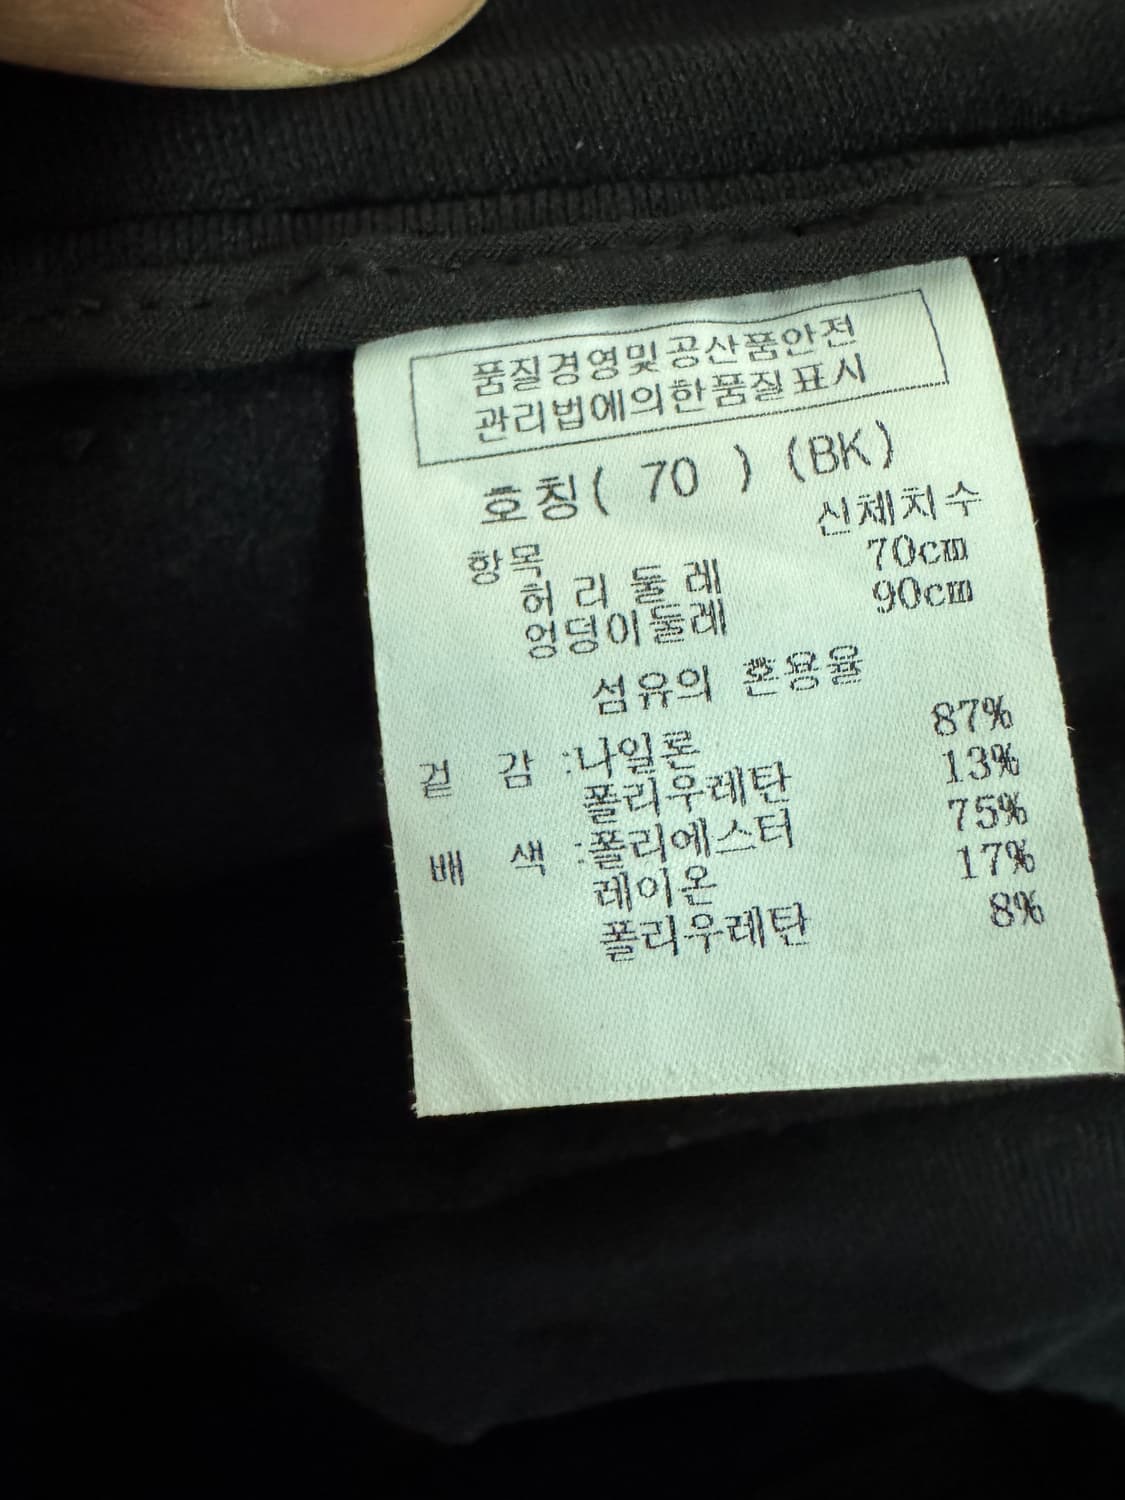 품질경영및공산품안전
관리법에의한품질표시
호칭( 70 ) (BK)
항목 신체치수
허 리 둘 레 70cm
엉덩이둘레 90cm
섬유의 혼용율
겉 감 :나일론 87%
폴리우레탄 13%
배 색 :폴리에스터 75%
레이온 17%
폴리우레탄 8%